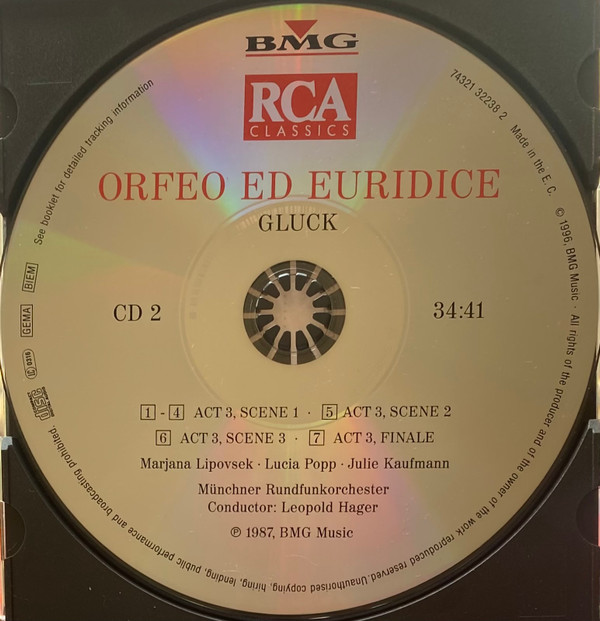 BMG
RCA
CLASSICS
ORFEO ED EURIDICE
GLUCK
CD 2
34:41
1 - 4 ACT 3, SCENE 1 · 5 ACT 3, SCENE 2
6 ACT 3, SCENE 3 · 7 ACT 3, FINALE
Marjana Lipovsek · Lucia Popp · Julie Kaufmann
Münchner Rundfunkorchester
Conductor: Leopold Hager
℗ 1987, BMG Music
See booklet for detailed tracking information
BIEM
GEMA
LC 0316
disc
74321 32238 2 Made in the E. C. © 1996, BMG Music · All rights of the producer and of the owner of the work reproduced reserved. Unauthorised copying, hiring, lending, public performance and broadcasting prohibited.